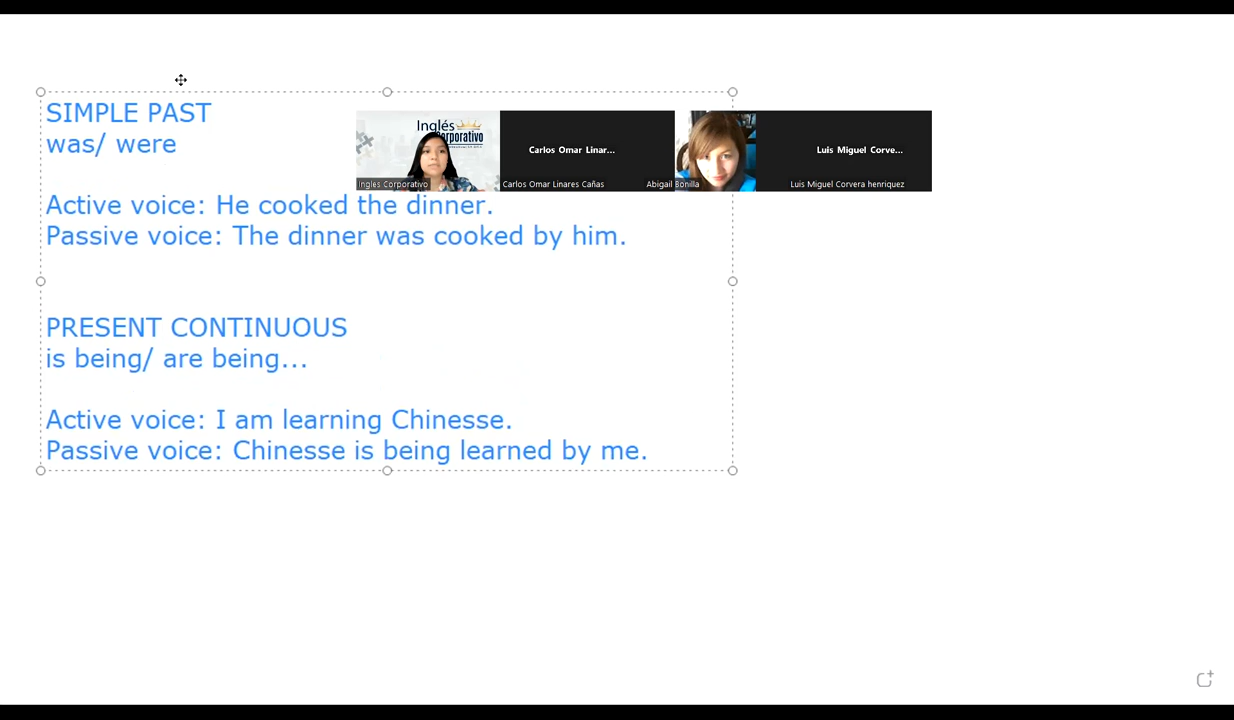 SIMPLE PAST
was/ were
Inglés
Corporativo
Ingles Corporativo
Carlos Omar Linar...
Carlos Omar Linares Cañas
Abigail Bonilla
Luis Miguel Corve...
Luis Miguel Corvera henriquez
Active voice: He cooked the dinner.
Passive voice: The dinner was cooked by him.
PRESENT CONTINUOUS
is being/ are being...
Active voice: I am learning Chinesse.
Passive voice: Chinesse is being learned by me.